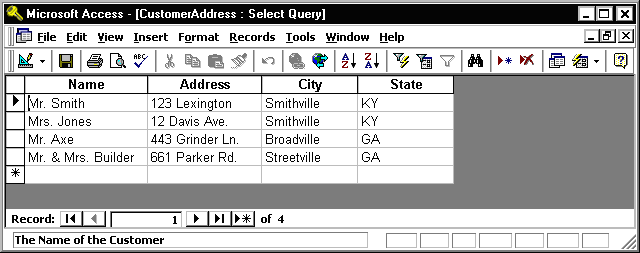 Microsoft Access - [CustomerAddress : Select Query]
File Edit View Insert Format Records Tools Window Help
Name Address City State
Mr. Smith 123 Lexington Smithville KY
Mrs. Jones 12 Davis Ave. Smithville KY
Mr. Axe 443 Grinder Ln. Broadville GA
Mr. & Mrs. Builder 661 Parker Rd. Streetville GA
Record: 1 of 4
The Name of the Customer